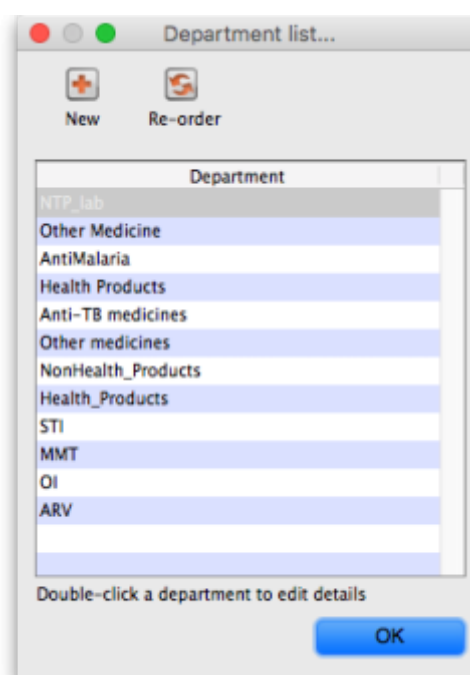 Department list...
New Re-order
Department
NTP_lab
Other Medicine
AntiMalaria
Health Products
Anti-TB medicines
Other medicines
NonHealth_Products
Health_Products
STI
MMT
OI
ARV
Double-click a department to edit details
OK